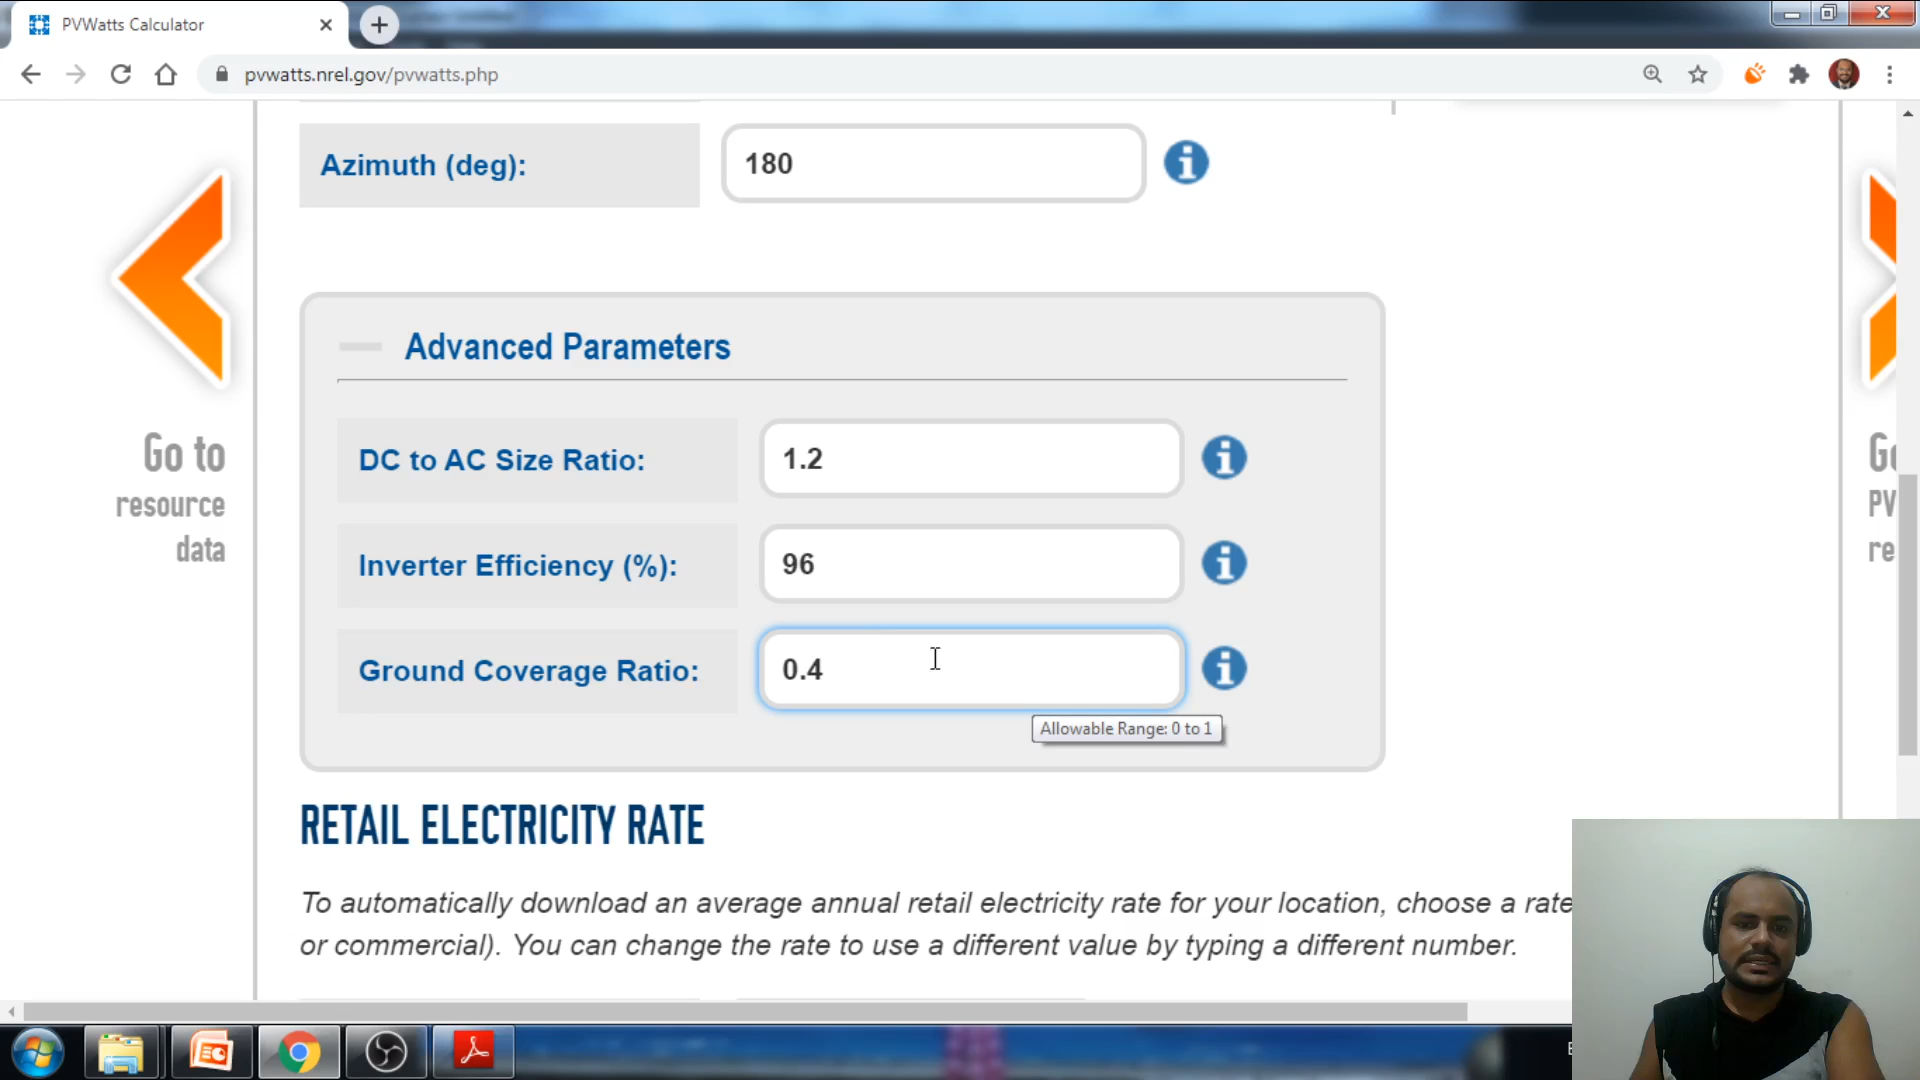 PVWatts Calculator
pvwatts.nrel.gov/pvwatts.php
Azimuth (deg):
180
Advanced Parameters
DC to AC Size Ratio:
1.2
Inverter Efficiency (%):
96
Ground Coverage Ratio:
0.4
Allowable Range: 0 to 1
Go to
resource
data
Go
PV
re
RETAIL ELECTRICITY RATE
To automatically download an average annual retail electricity rate for your location, choose a rate
or commercial). You can change the rate to use a different value by typing a different number.